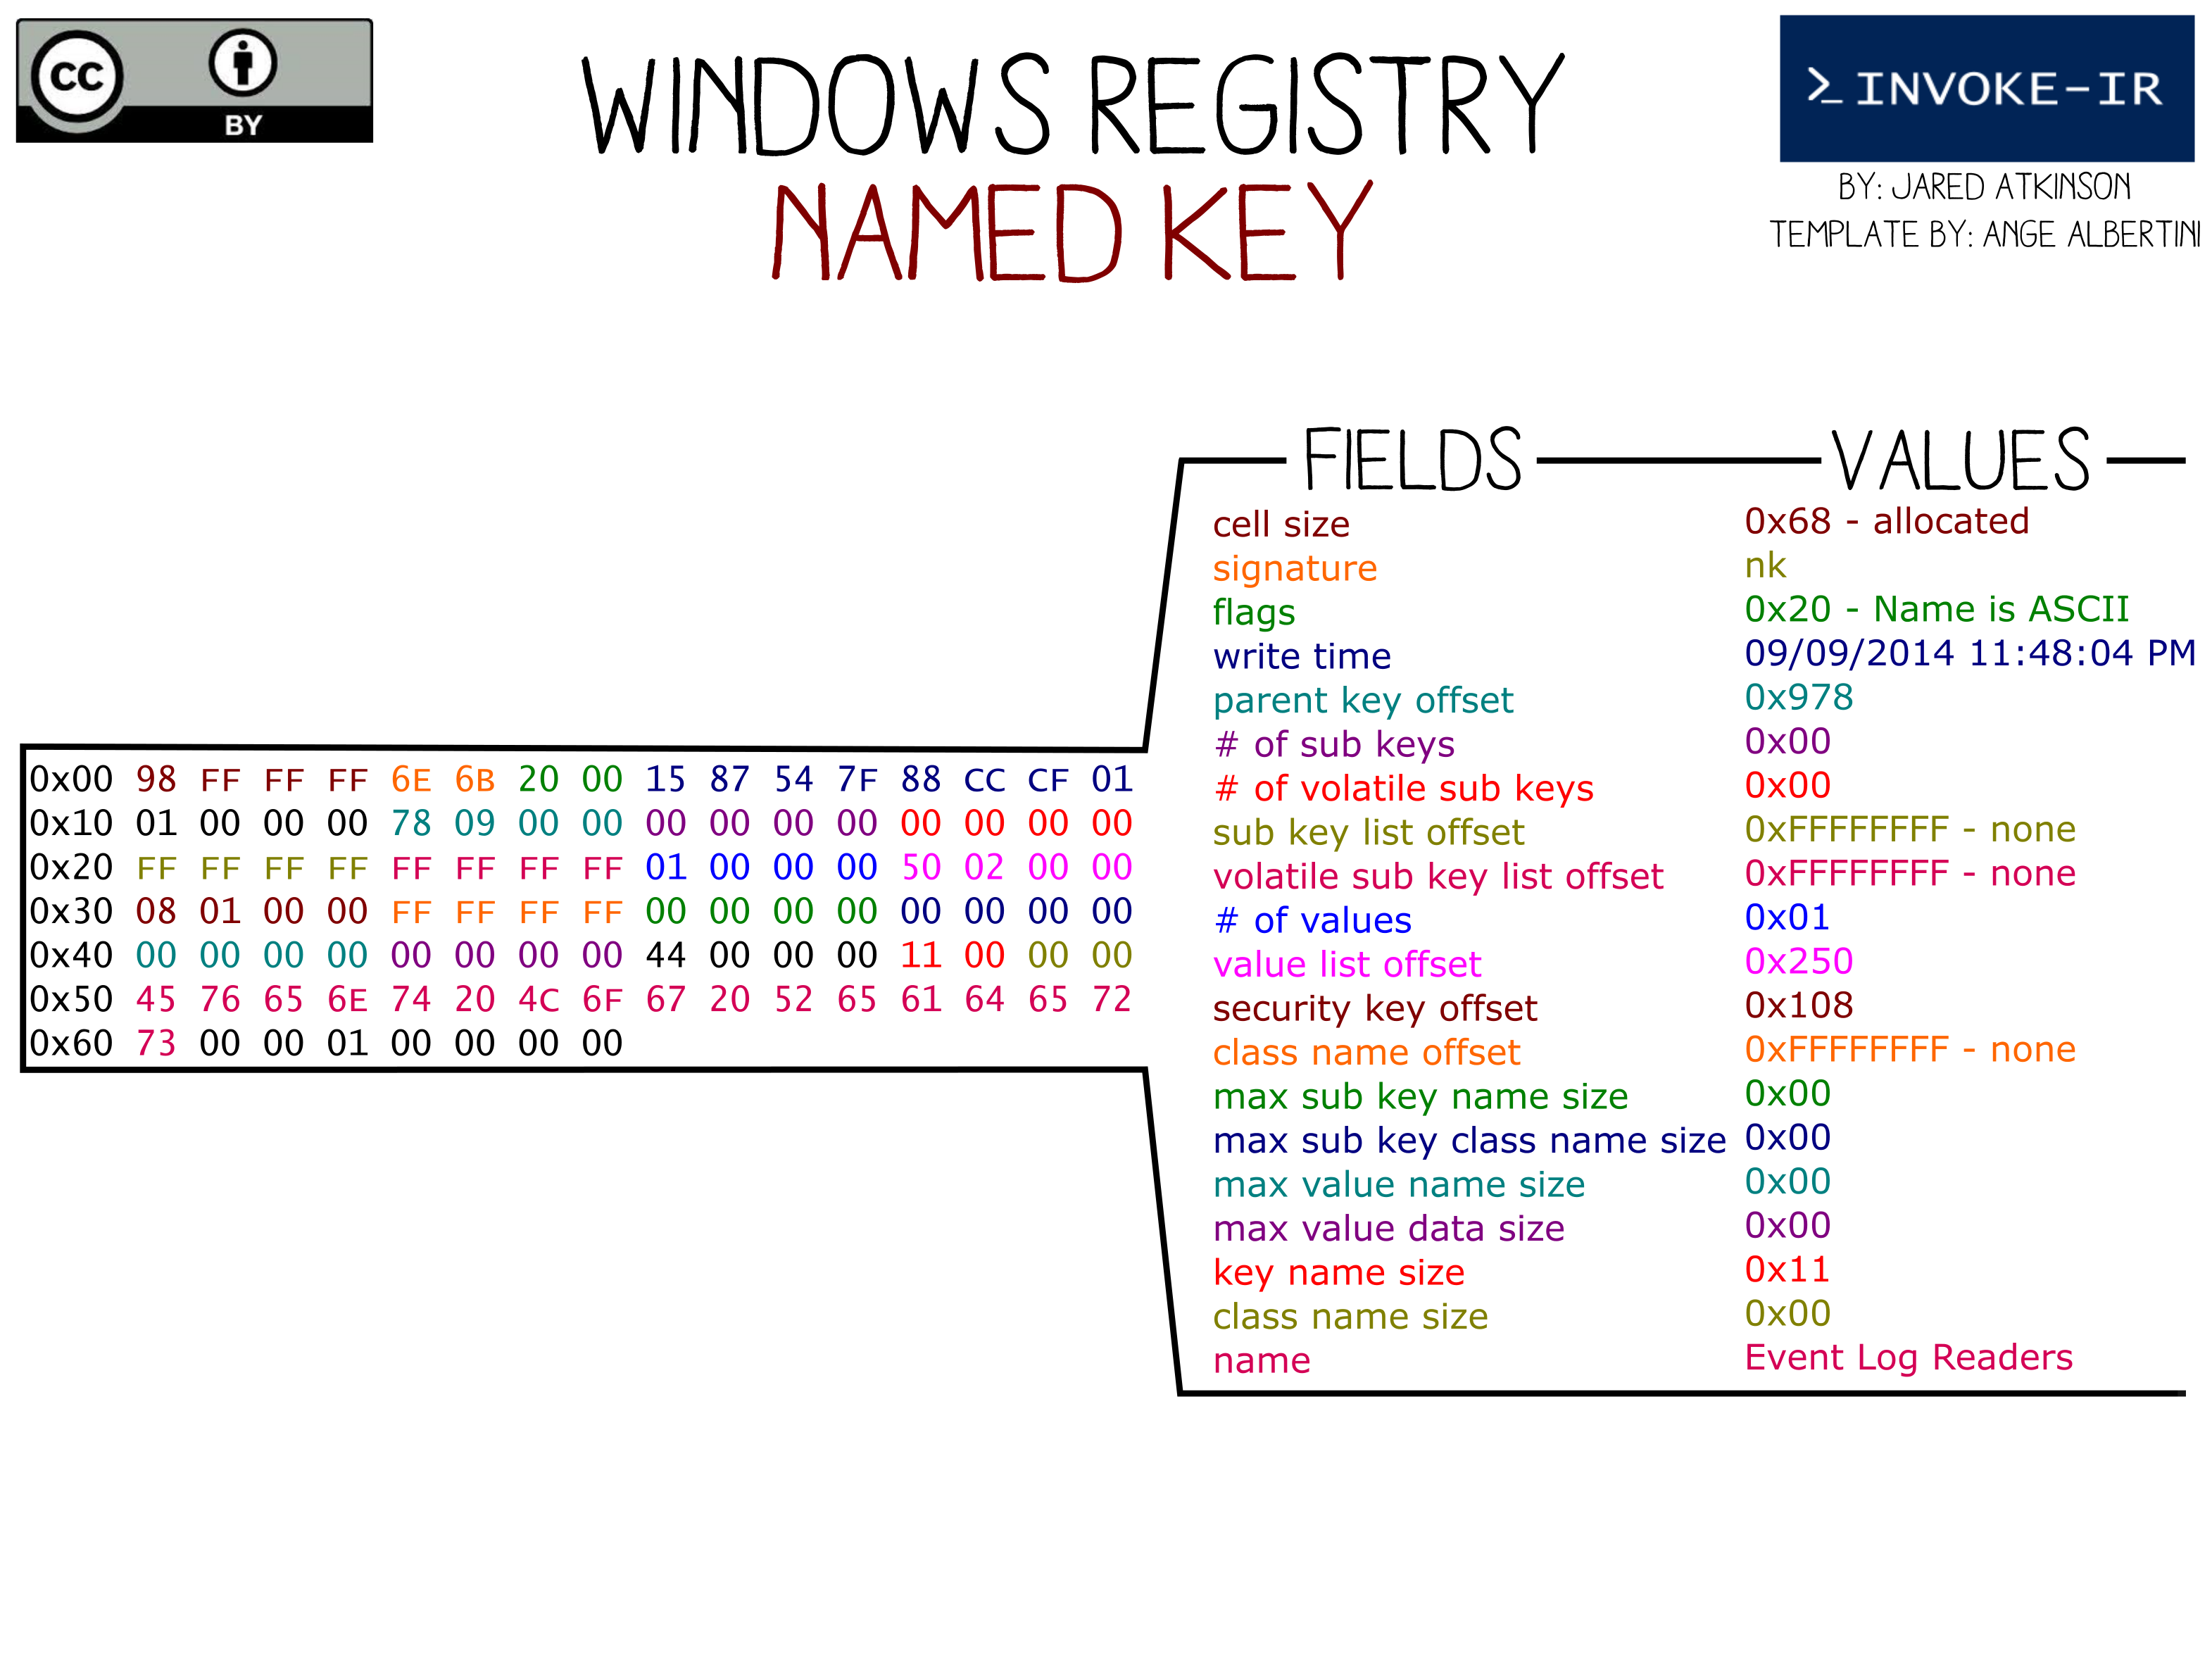 CC
BY
WINDOWS REGISTRY
NAMED KEY
>_ INVOKE-IR
BY: JARED ATKINSON
TEMPLATE BY: ANGE ALBERTINI
FIELDS VALUES
cell size 0x68 - allocated
signature nk
flags 0x20 - Name is ASCII
write time 09/09/2014 11:48:04 PM
parent key offset 0x978
# of sub keys 0x00
# of volatile sub keys 0x00
sub key list offset 0xFFFFFFFF - none
volatile sub key list offset 0xFFFFFFFF - none
# of values 0x01
value list offset 0x250
security key offset 0x108
class name offset 0xFFFFFFFF - none
max sub key name size 0x00
max sub key class name size 0x00
max value name size 0x00
max value data size 0x00
key name size 0x11
class name size 0x00
name Event Log Readers
0x00 98 FF FF FF 6E 6B 20 00 15 87 54 7F 88 CC CF 01
0x10 01 00 00 00 78 09 00 00 00 00 00 00 00 00 00 00
0x20 FF FF FF FF FF FF FF FF 01 00 00 00 50 02 00 00
0x30 08 01 00 00 FF FF FF FF 00 00 00 00 00 00 00 00
0x40 00 00 00 00 00 00 00 00 44 00 00 00 11 00 00 00
0x50 45 76 65 6E 74 20 4C 6F 67 20 52 65 61 64 65 72
0x60 73 00 00 01 00 00 00 00